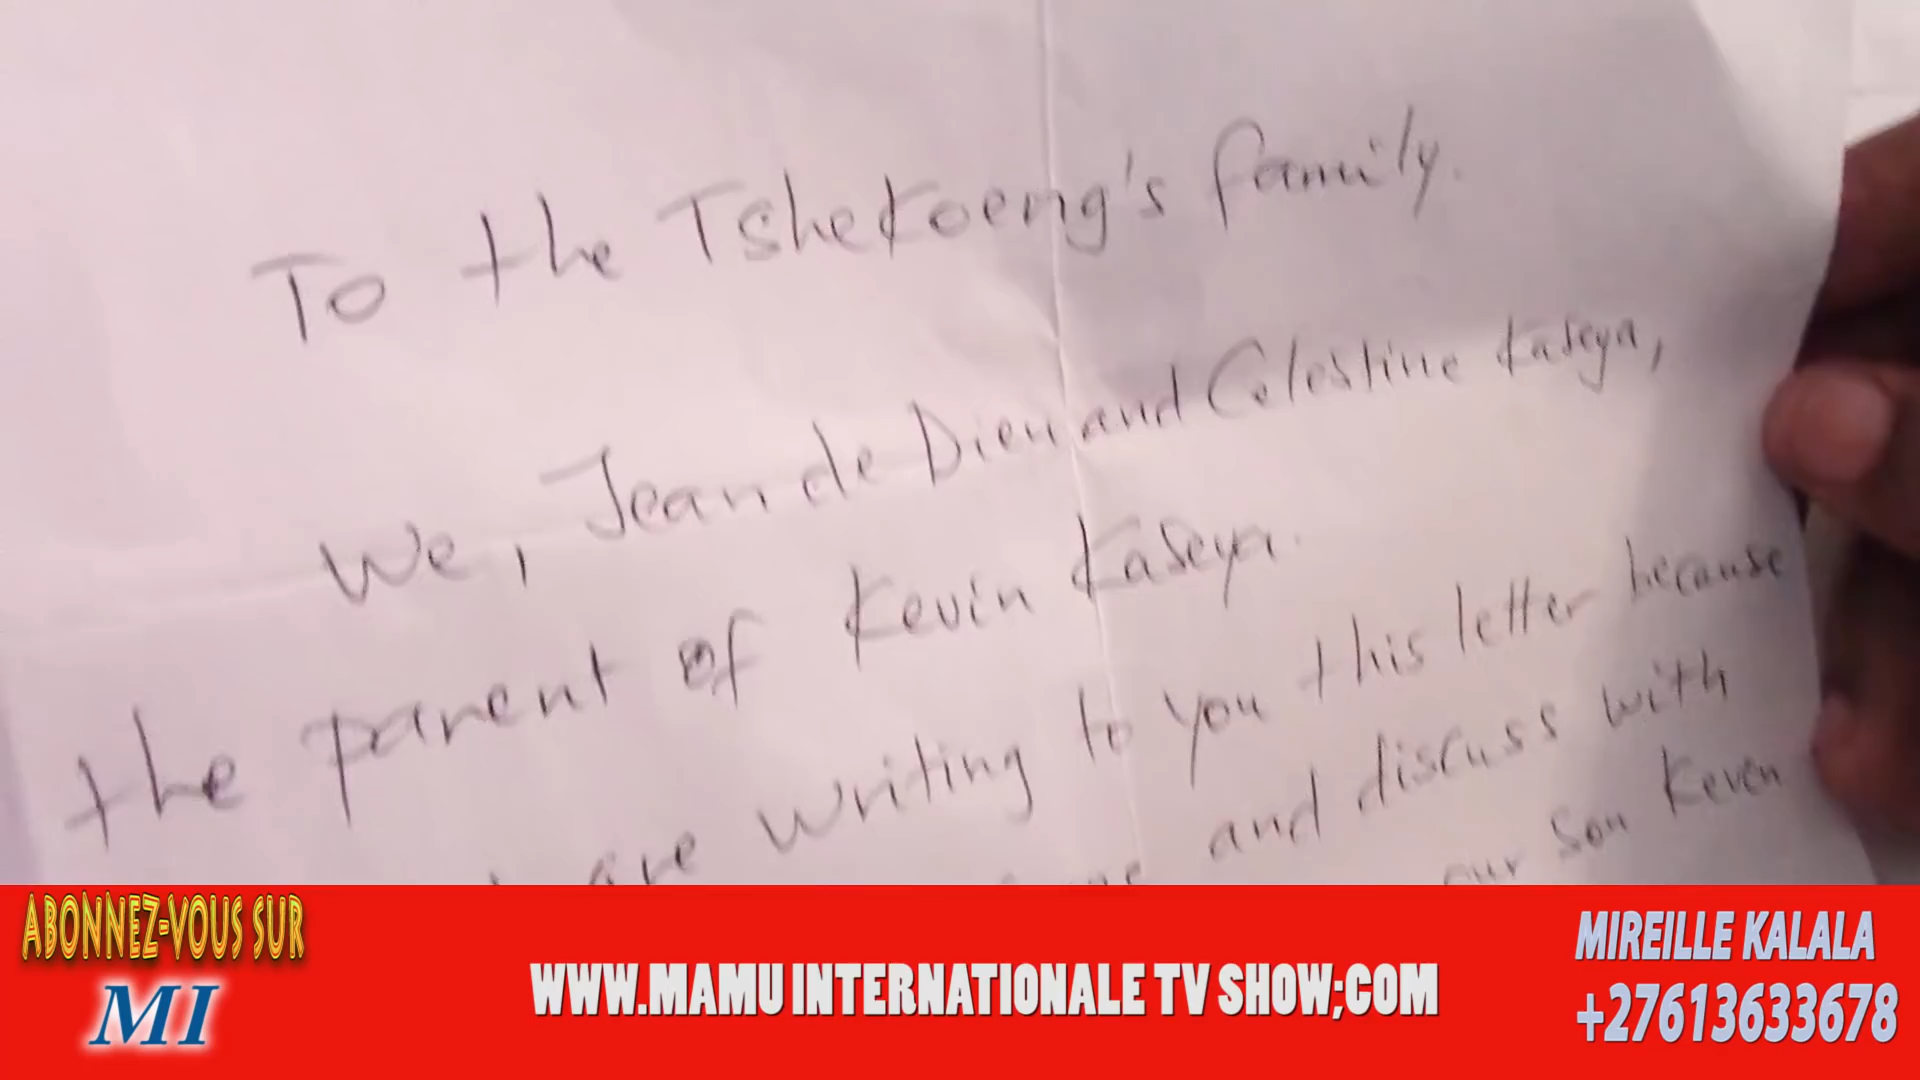 To the Tshekoeng's family.
We, Jean de Dieu and Celestine Kaseya,
the parent of Kevin Kaseya.
are writing to you this letter because
and discuss with
our son Keven
ABONNEZ-VOUS SUR
MI
WWW.MAMU INTERNATIONALE TV SHOW;COM
MIREILLE KALALA
+27613633678